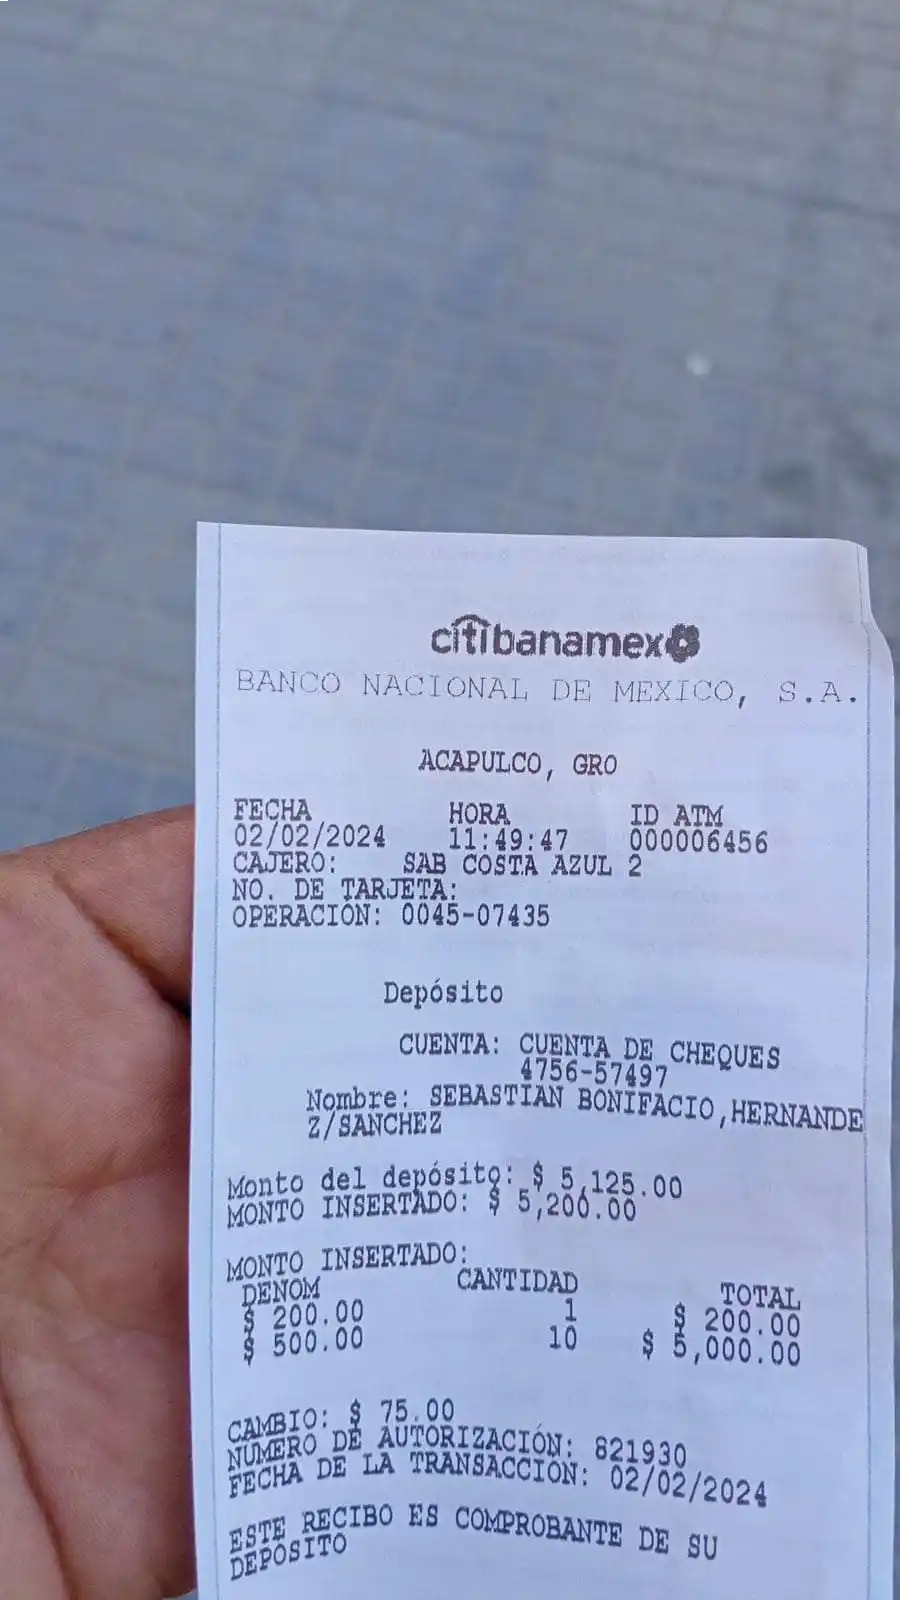 citibanamex
BANCO NACIONAL DE MEXICO, S.A.
ACAPULCO, GRO
FECHA HORA ID ATM
02/02/2024 11:49:47 000006456
CAJERO: SAB COSTA AZUL 2
NO. DE TARJETA:
OPERACIÓN: 0045-07435
Depósito
CUENTA: CUENTA DE CHEQUES
4756-57497
Nombre: SEBASTIAN BONIFACIO,HERNANDE
Z/SANCHEZ
Monto del depósito: $ 5,125.00
MONTO INSERTADO: $ 5,200.00
MONTO INSERTADO:
DENOM CANTIDAD TOTAL
$ 200.00 1 $ 200.00
$ 500.00 10 $ 5,000.00
CAMBIO: $ 75.00
NUMERO DE AUTORIZACIÓN: 821930
FECHA DE LA TRANSACCION: 02/02/2024
ESTE RECIBO ES COMPROBANTE DE SU
DEPOSITO